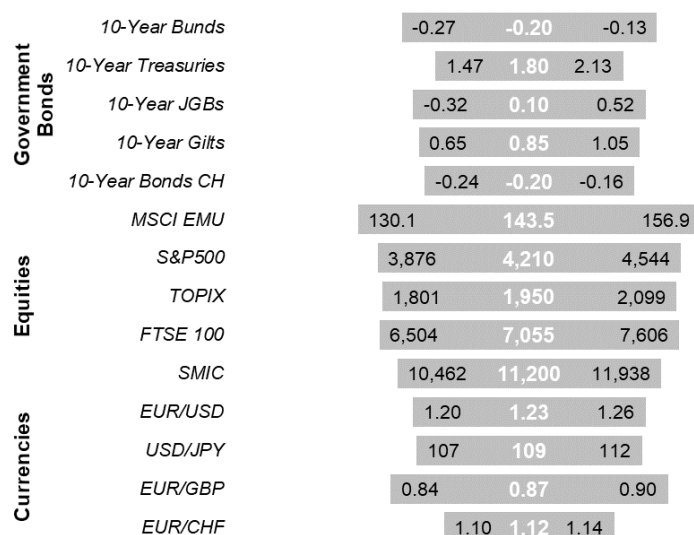 Government Bonds
10-Year Bunds -0.27 -0.20 -0.13
10-Year Treasuries 1.47 1.80 2.13
10-Year JGBs -0.32 0.10 0.52
10-Year Gilts 0.65 0.85 1.05
10-Year Bonds CH -0.24 -0.20 -0.16
Equities
MSCI EMU 130.1 143.5 156.9
S&P500 3,876 4,210 4,544
TOPIX 1,801 1,950 2,099
FTSE 100 6,504 7,055 7,606
SMIC 10,462 11,200 11,938
Currencies
EUR/USD 1.20 1.23 1.26
USD/JPY 107 109 112
EUR/GBP 0.84 0.87 0.90
EUR/CHF 1.10 1.12 1.14